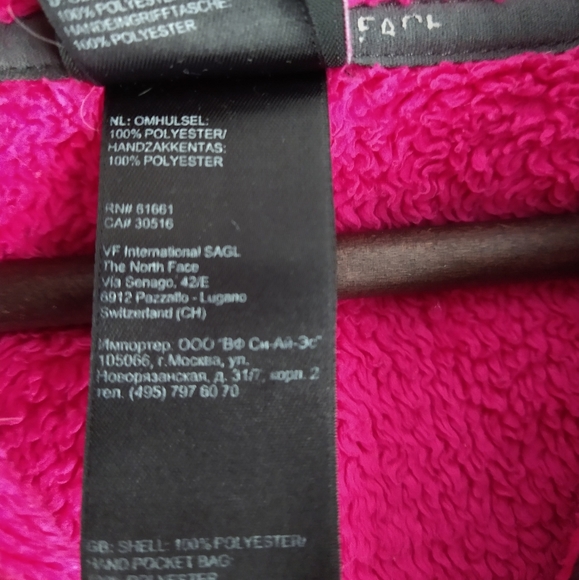 100% POLYESTER/
HANDEINGRIFFTASCHE:
100% POLYESTER
NL: OMHULSEL:
100% POLYESTER/
HANDZAKKENTAS:
100% POLYESTER
RN# 61661
CA# 30516
VF International SAGL
The North Face
Via Senago, 42/E
6912 Pazzallo - Lugano
Switzerland (CH)
Импортер: ООО "ВФ Си-Ай-Эс"
105066, г.Москва, ул.
Новорязанская, д. 31/7, корп. 2
тел. (495) 797 60 70
GB: SHELL: 100% POLYESTER/
HAND POCKET BAG:
100% POLYESTER